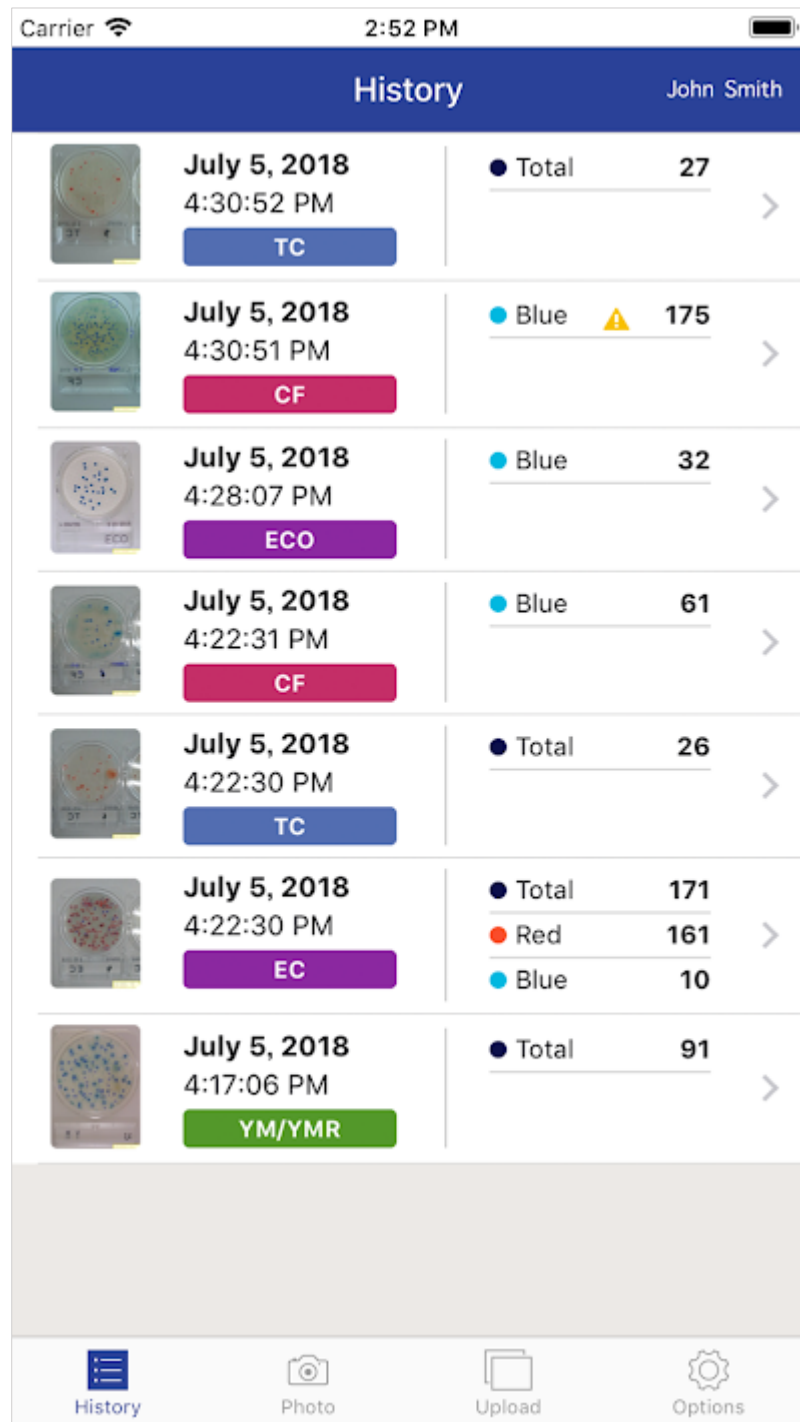 Carrier 2:52 PM
History John Smith
July 5, 2018 Total 27
4:30:52 PM
TC
July 5, 2018 Blue 175
4:30:51 PM
CF
July 5, 2018 Blue 32
4:28:07 PM
ECO
ECO
July 5, 2018 Blue 61
4:22:31 PM
CF
July 5, 2018 Total 26
4:22:30 PM
TC
July 5, 2018 Total 171
4:22:30 PM Red 161
EC Blue 10
July 5, 2018 Total 91
4:17:06 PM
YM/YMR
History Photo Upload Options